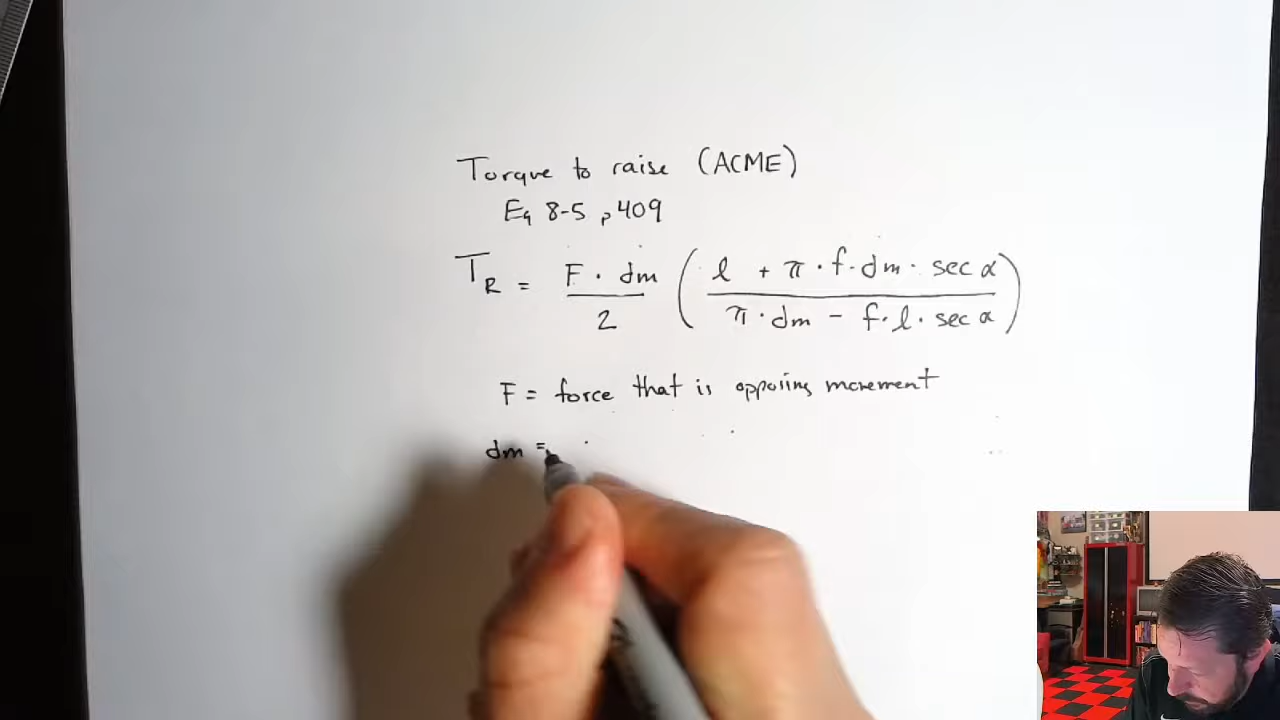 Torque to raise (ACME)
Eq 8-5 , p409
T_R = F · dm / 2 ( l + π · f · dm · sec α / π · dm - f · l · sec α )
F = force that is opposing movement
dm =